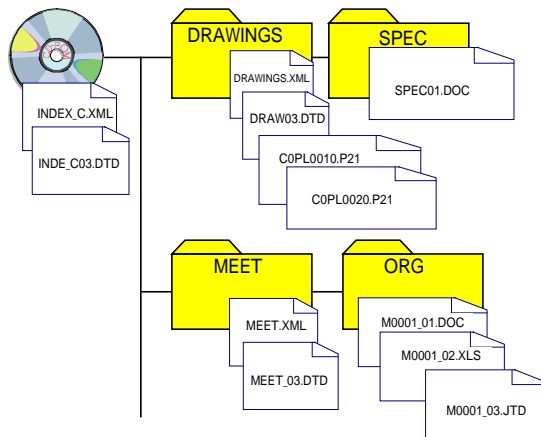 DRAWINGS
SPEC
DRAWINGS.XML
SPEC01.DOC
INDEX_C.XML
DRAW03.DTD
INDE_C03.DTD
C0PL0010.P21
C0PL0020.P21
MEET
ORG
MEET.XML
M0001_01.DOC
MEET_03.DTD
M0001_02.XLS
M0001_03.JTD